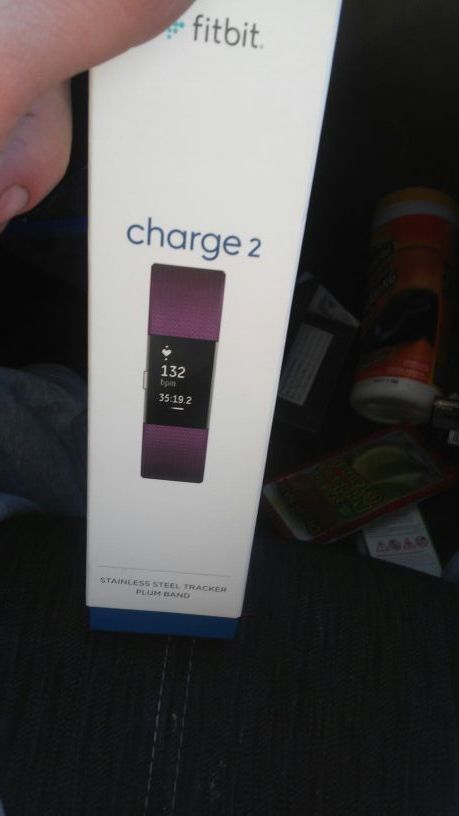 fitbit.
charge 2
132
bpm
35:19.2
STAINLESS STEEL TRACKER
PLUM BAND